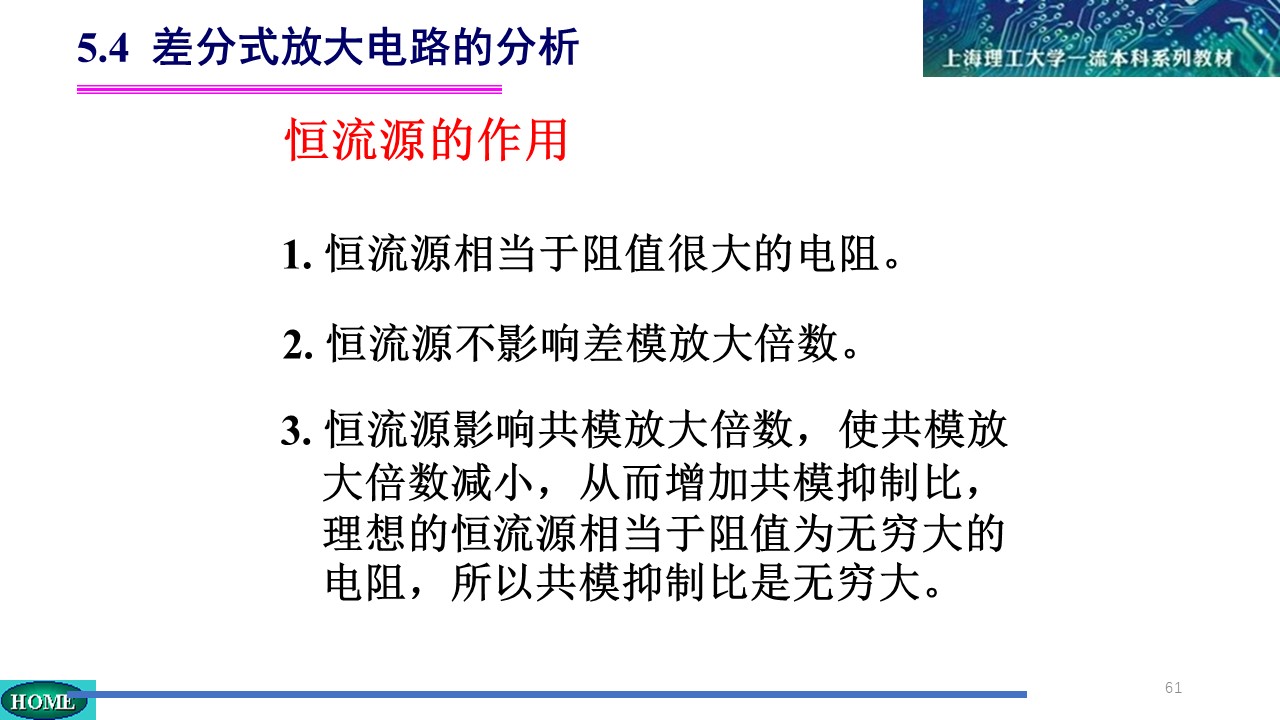 5.4 差分式放大电路的分析
上海理工大学一流本科系列教材
恒流源的作用
1. 恒流源相当于阻值很大的电阻。
2. 恒流源不影响差模放大倍数。
3. 恒流源影响共模放大倍数，使共模放
大倍数减小，从而增加共模抑制比，
理想的恒流源相当于阻值为无穷大的
电阻，所以共模抑制比是无穷大。
HOME
61